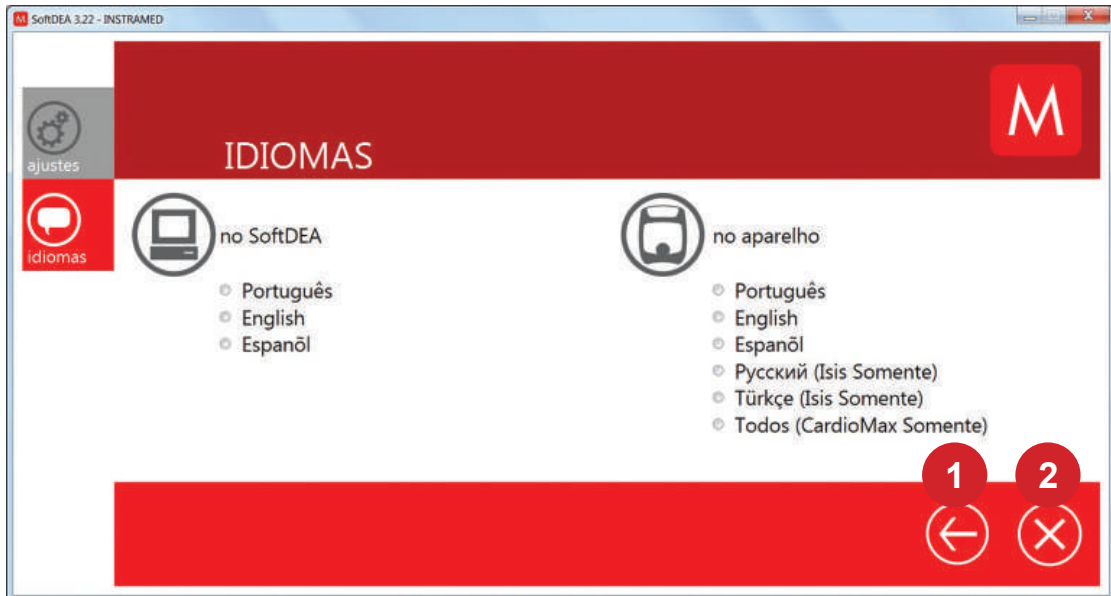 SoftDEA 3.22 - INSTRAMED
M
ajustes
IDIOMAS
idiomas
no SoftDEA
Português
English
Espanõl
no aparelho
Português
English
Espanõl
Русский (Isis Somente)
Türkçe (Isis Somente)
Todos (CardioMax Somente)
1
2